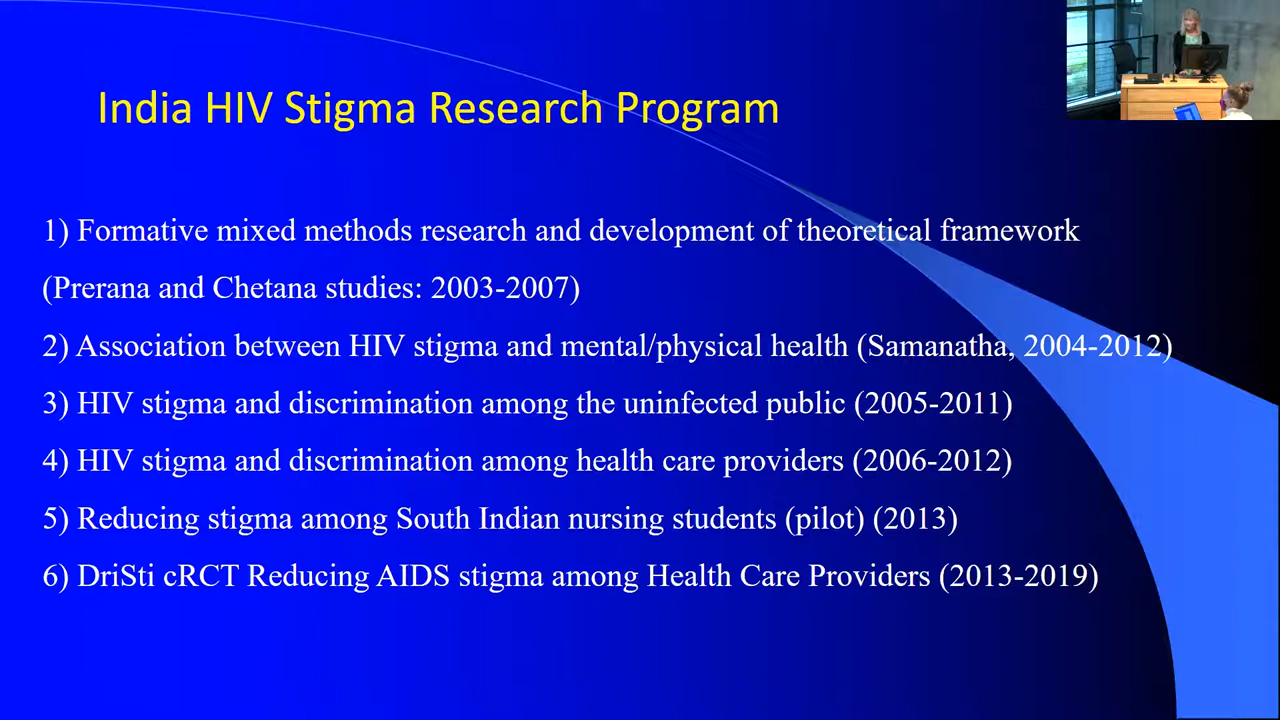 India HIV Stigma Research Program
1) Formative mixed methods research and development of theoretical framework
(Prerana and Chetana studies: 2003-2007)
2) Association between HIV stigma and mental/physical health (Samanatha, 2004-2012)
3) HIV stigma and discrimination among the uninfected public (2005-2011)
4) HIV stigma and discrimination among health care providers (2006-2012)
5) Reducing stigma among South Indian nursing students (pilot) (2013)
6) DriSti cRCT Reducing AIDS stigma among Health Care Providers (2013-2019)